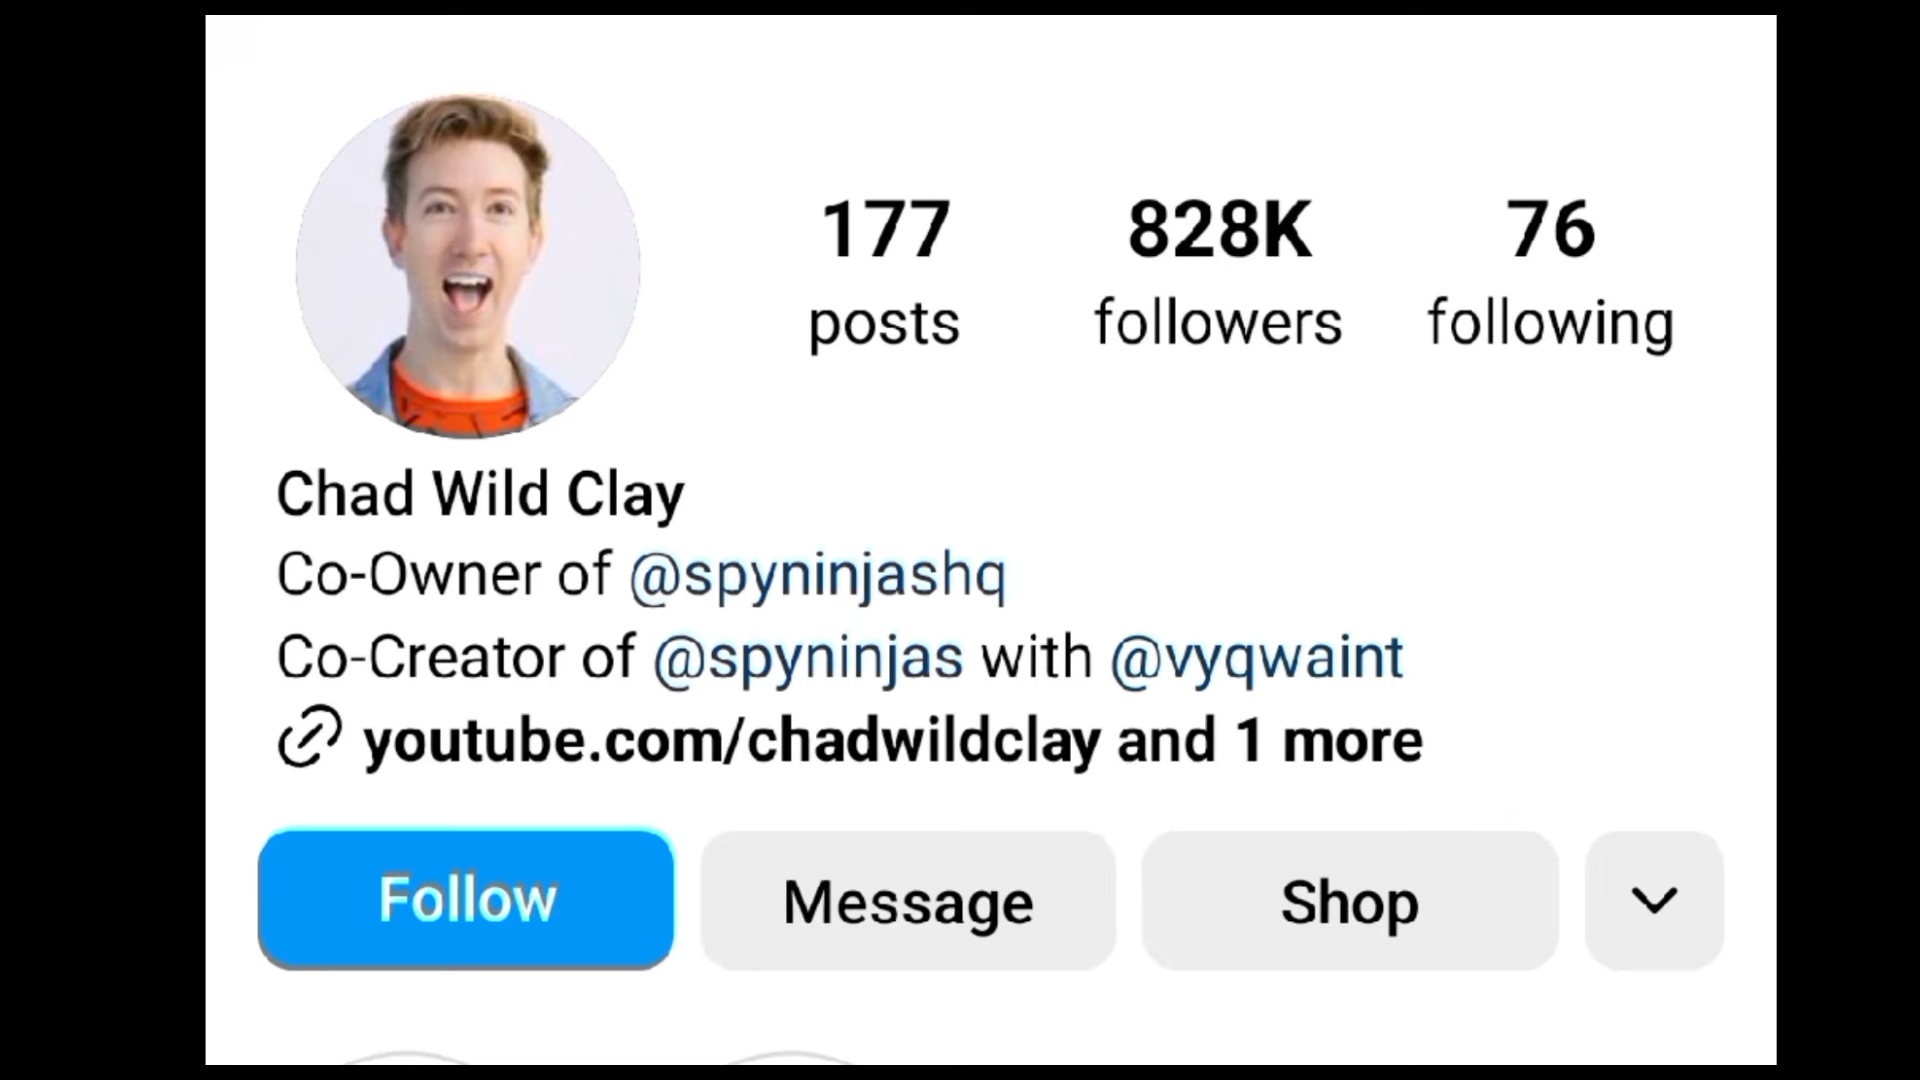 177 828K 76
posts followers following
Chad Wild Clay
Co-Owner of @spyninjashq
Co-Creator of @spyninjas with @vyqwaint
youtube.com/chadwildclay and 1 more
Follow Message Shop